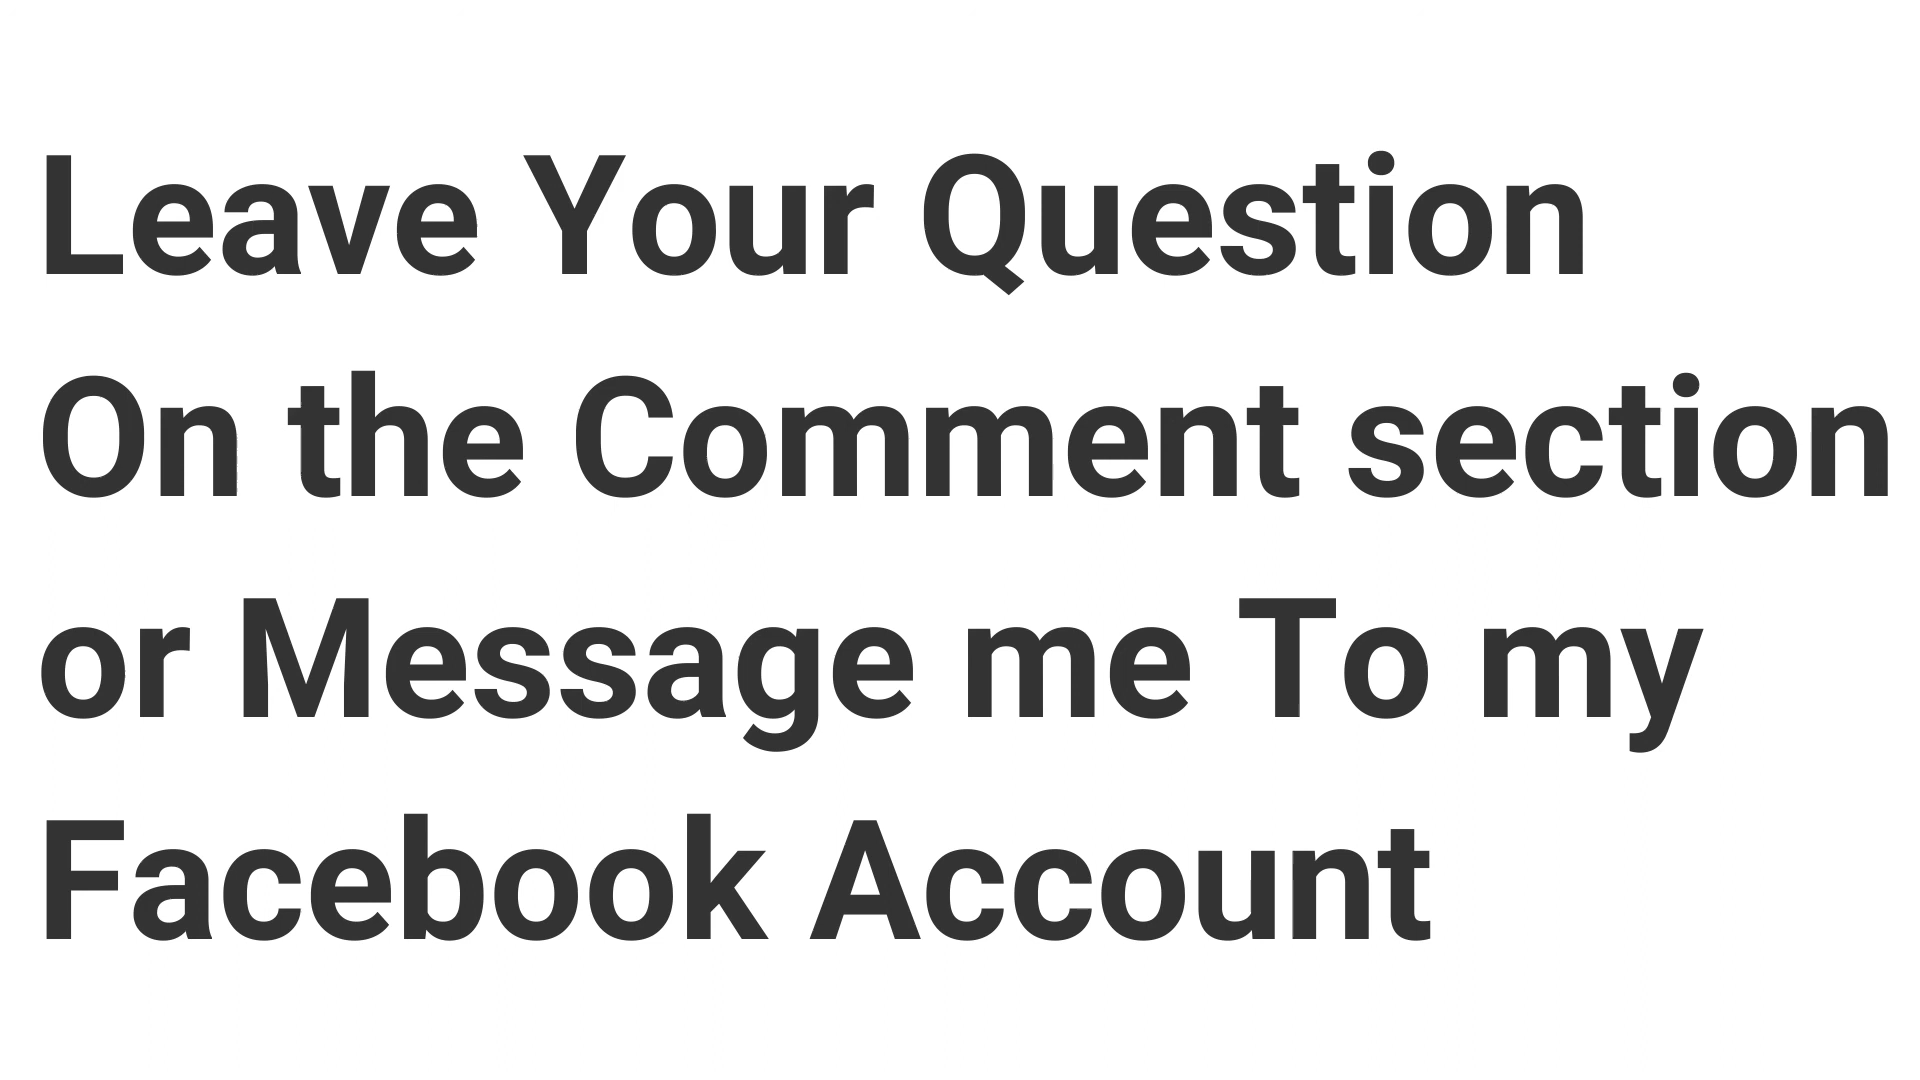 Leave Your Question
On the Comment section
or Message me To my
Facebook Account